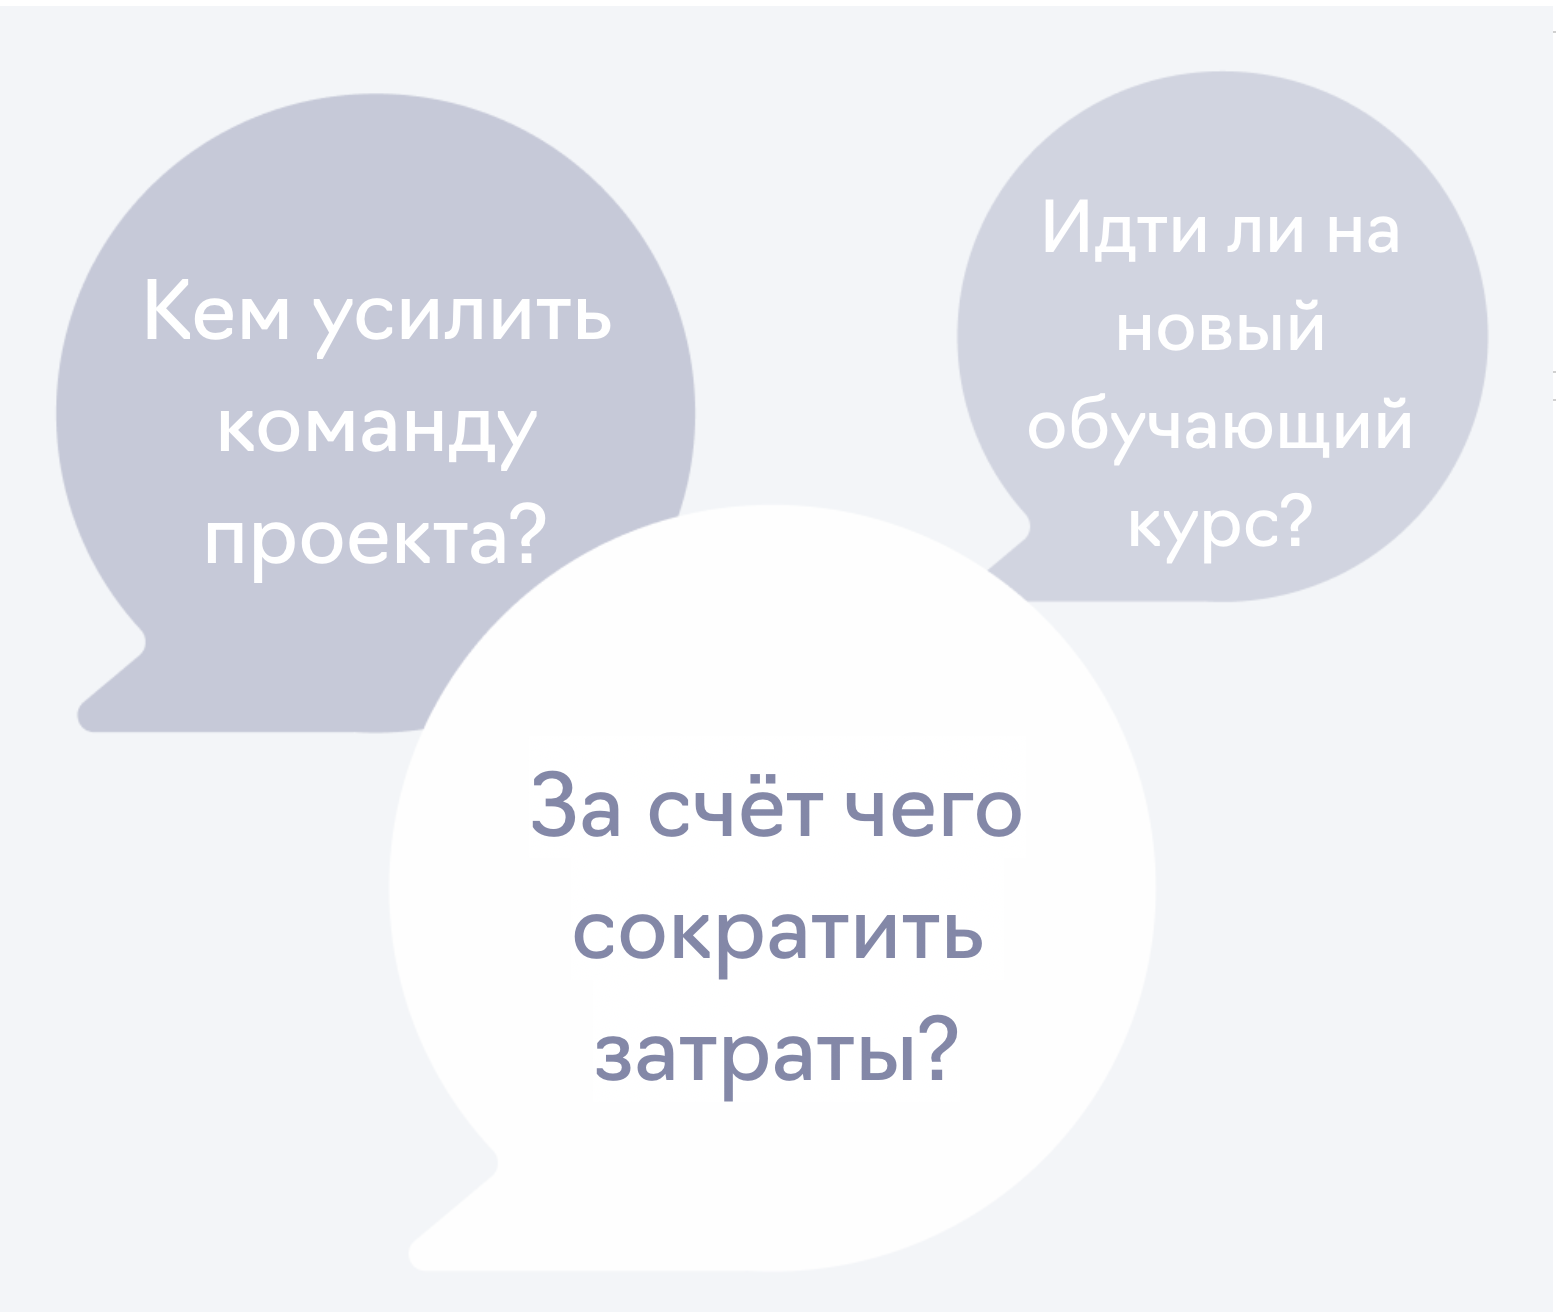 Кем усилить
команду
проекта?
Идти ли на
новый
обучающий
курс?
За счёт чего
сократить
затраты?